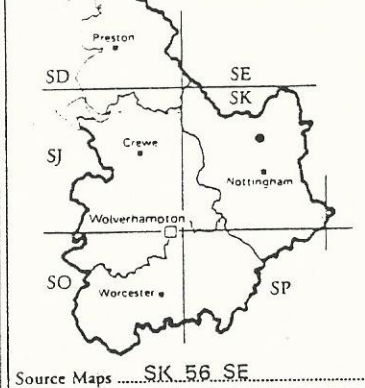 Preston
SD SE
SK
SJ
Crewe
Nottingham
Wolverhampton
SO
SP
Worcester
Source Maps SK 56 SE